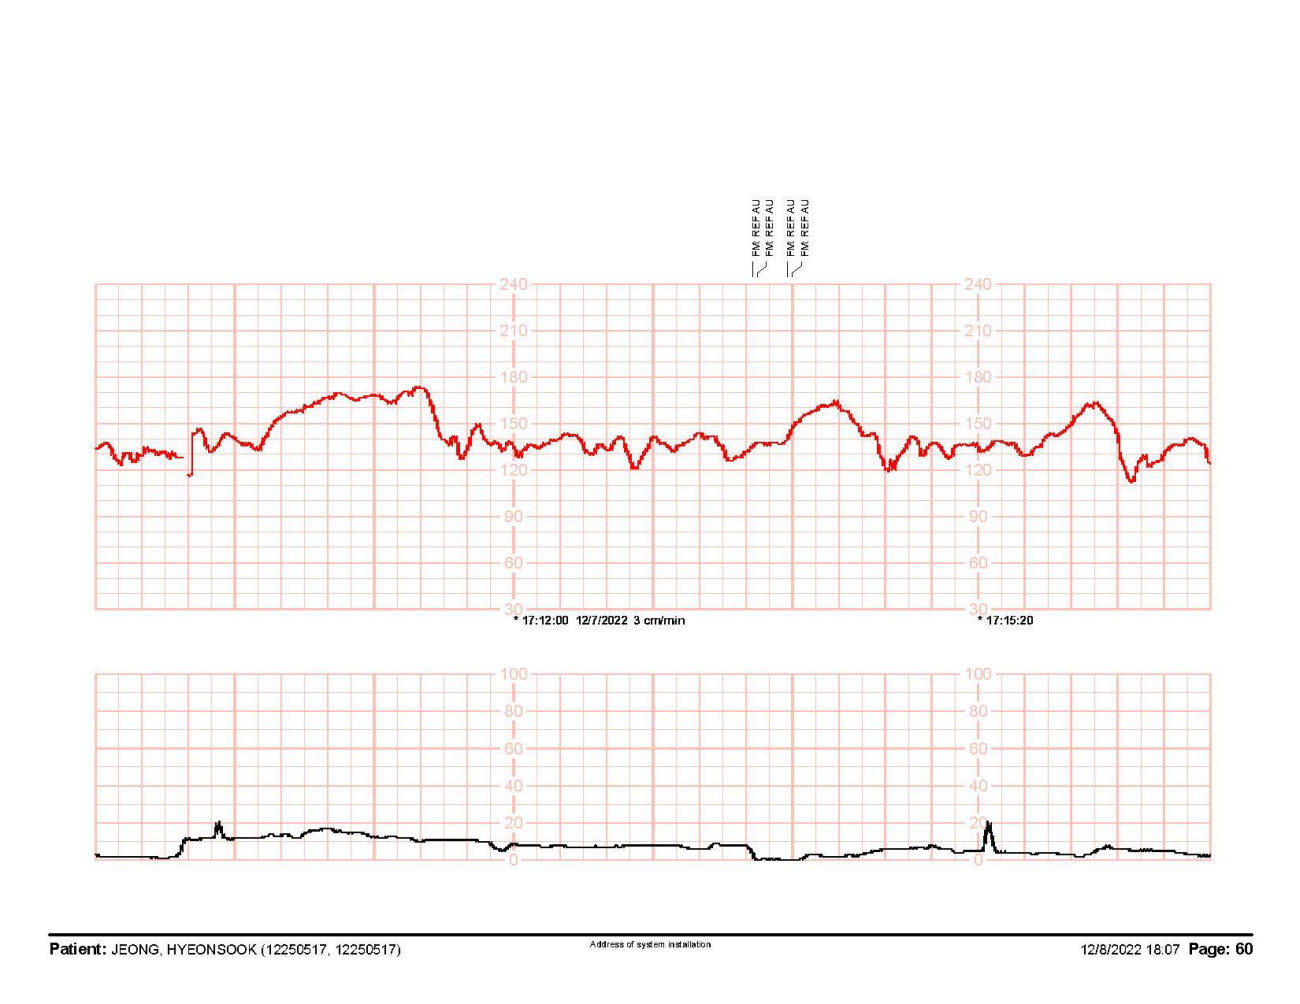 FM: REF AU
FM: REF AU
FM: REF AU
FM: REF AU
240 240
210 210
180 180
150 150
120 120
90 90
60 60
30 30
* 17:12:00 12/7/2022 3 cm/min * 17:15:20
100 100
80 80
60 60
40 40
20 20
0 0
Patient: JEONG, HYEONSOOK (12250517, 12250517) Address of system installation 12/8/2022 18:07 Page: 60